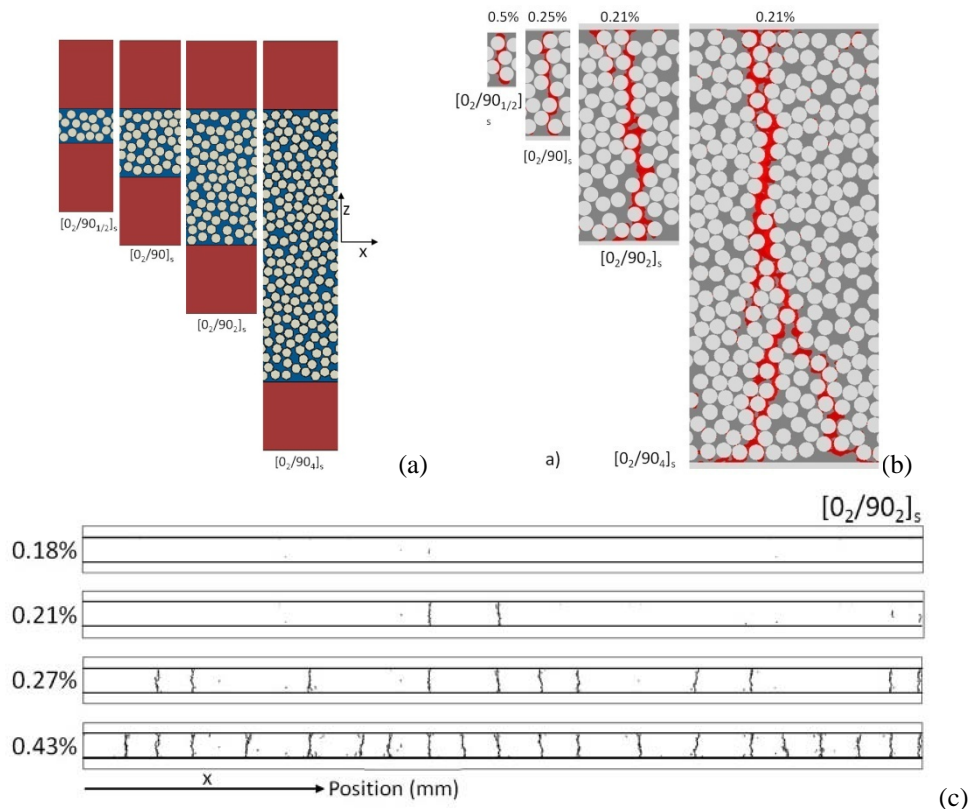 [0₂/90₁/₂]ₛ
[0₂/90]ₛ
[0₂/90₂]ₛ
[0₂/90₄]ₛ
z
x
(a)
0.5% 0.25% 0.21% 0.21%
[0₂/90₁/₂]
s
[0₂/90]ₛ
[0₂/90₂]ₛ
a) [0₂/90₄]ₛ
(b)
[0₂/90₂]ₛ
0.18%
0.21%
0.27%
0.43%
x
Position (mm)
(c)